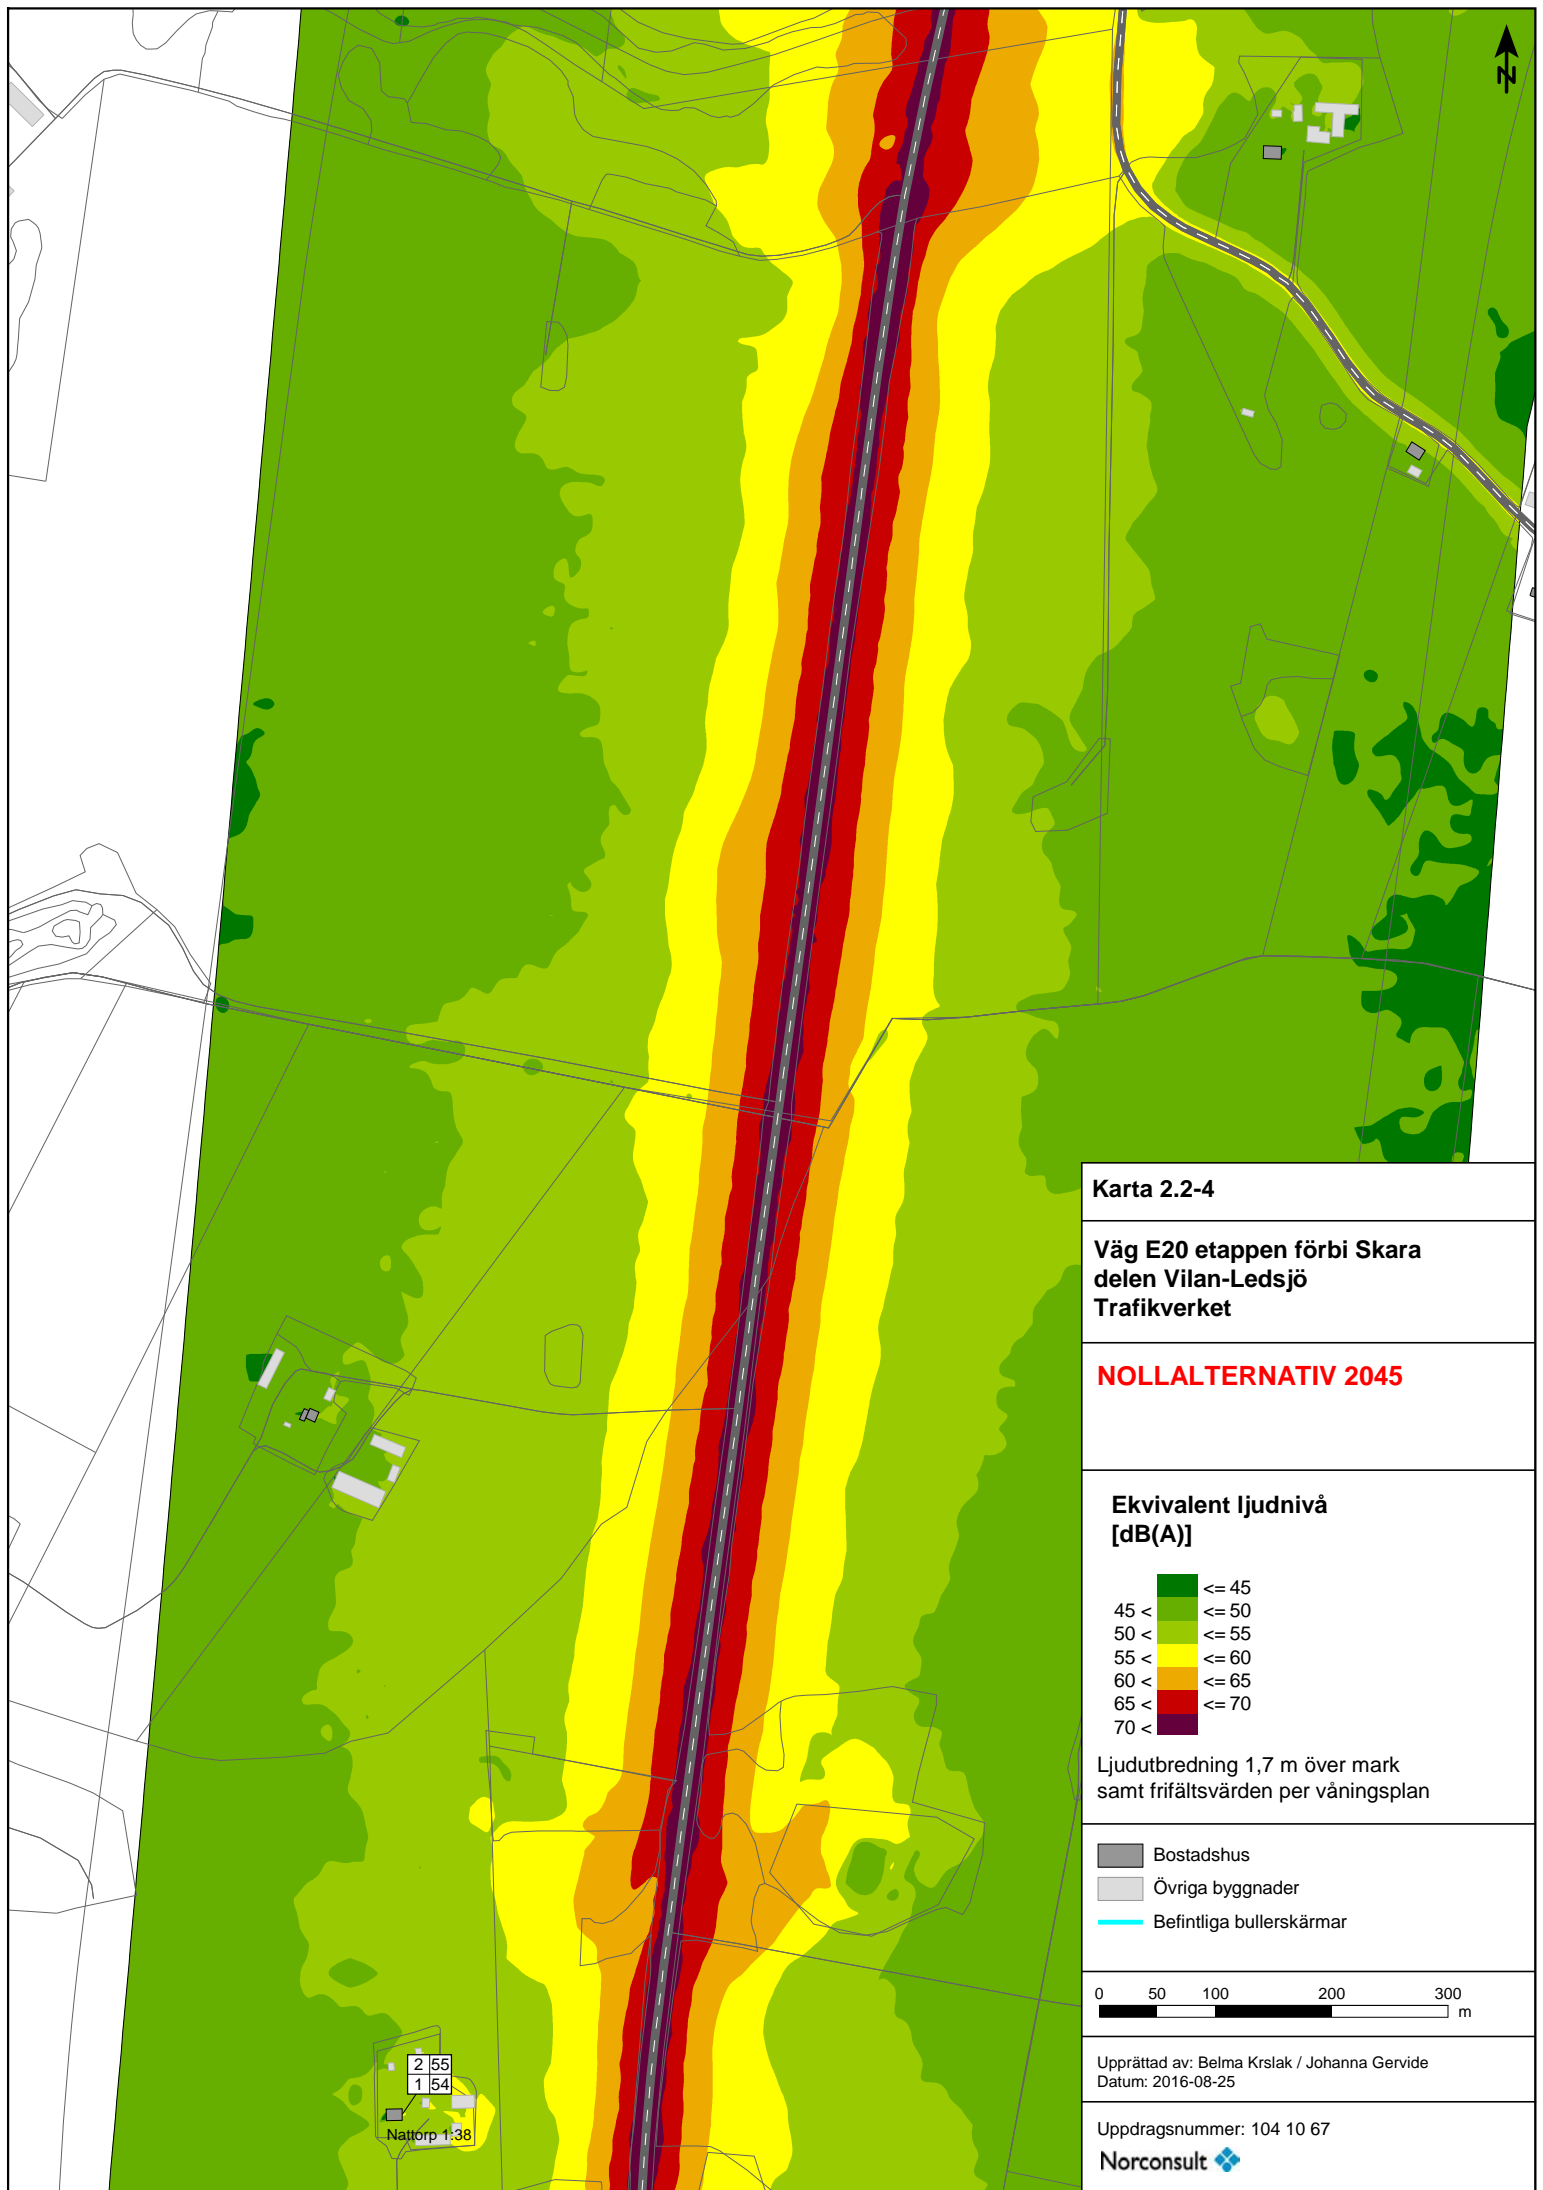 N
Karta 2.2-4
Väg E20 etappen förbi Skara
delen Vilan-Ledsjö
Trafikverket
NOLLALTERNATIV 2045
Ekvivalent ljudnivå
[dB(A)]
<= 45
45 < <= 50
50 < <= 55
55 < <= 60
60 < <= 65
65 < <= 70
70 <
Ljudutbredning 1,7 m över mark
samt frifältsvärden per våningsplan
Bostadshus
Övriga byggnader
Befintliga bullerskärmar
0 50 100 200 300
m
Upprättad av: Belma Krslak / Johanna Gervide
Datum: 2016-08-25
Uppdragsnummer: 104 10 67
Norconsult
2 55
1 54
Nattorp 1:38